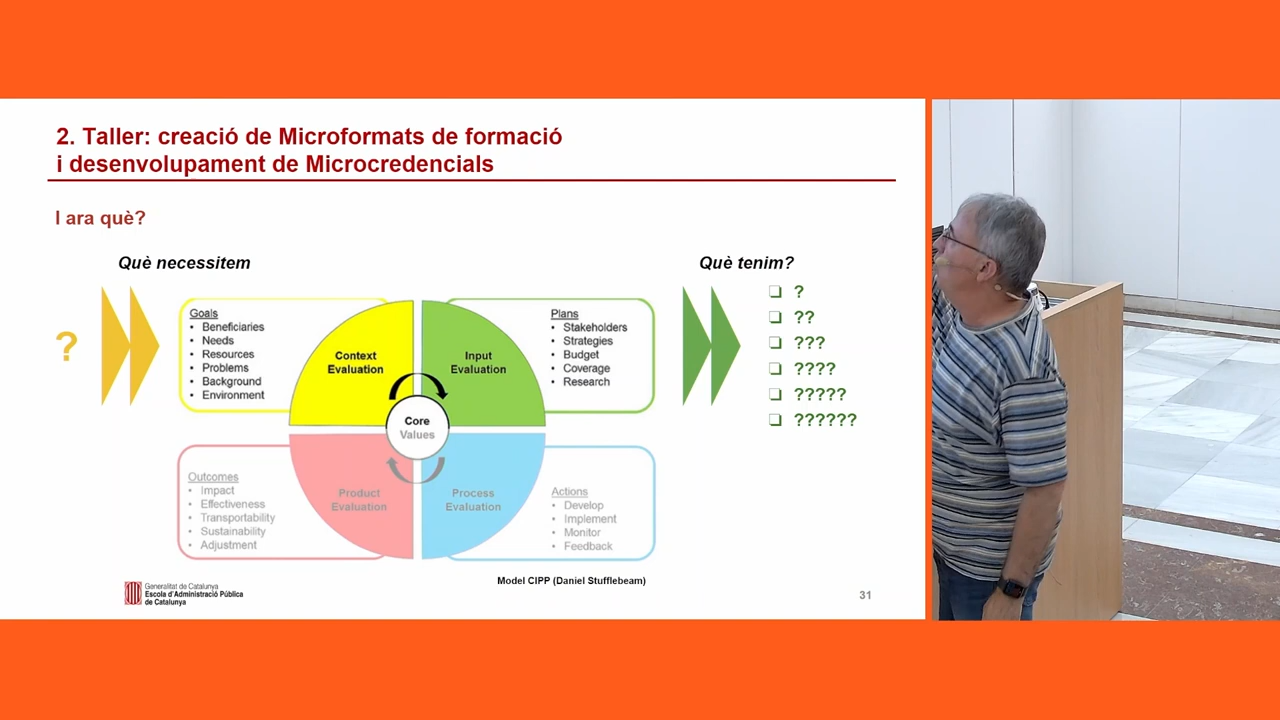 2. Taller: creació de Microformats de formació
i desenvolupament de Microcredencials
I ara què?
Què necessitem
Què tenim?
?
Goals
• Beneficiaries
• Needs
• Resources
• Problems
• Background
• Environment
Context
Evaluation
Input
Evaluation
Plans
• Stakeholders
• Strategies
• Budget
• Coverage
• Research
❑ ?
❑ ??
❑ ???
❑ ????
❑ ?????
❑ ??????
Core
Values
Outcomes
• Impact
• Effectiveness
• Transportability
• Sustainability
• Adjustment
Product
Evaluation
Process
Evaluation
Actions
• Develop
• Implement
• Monitor
• Feedback
Model CIPP (Daniel Stufflebeam)
Generalitat de Catalunya
Escola d'Administració Pública
de Catalunya
31